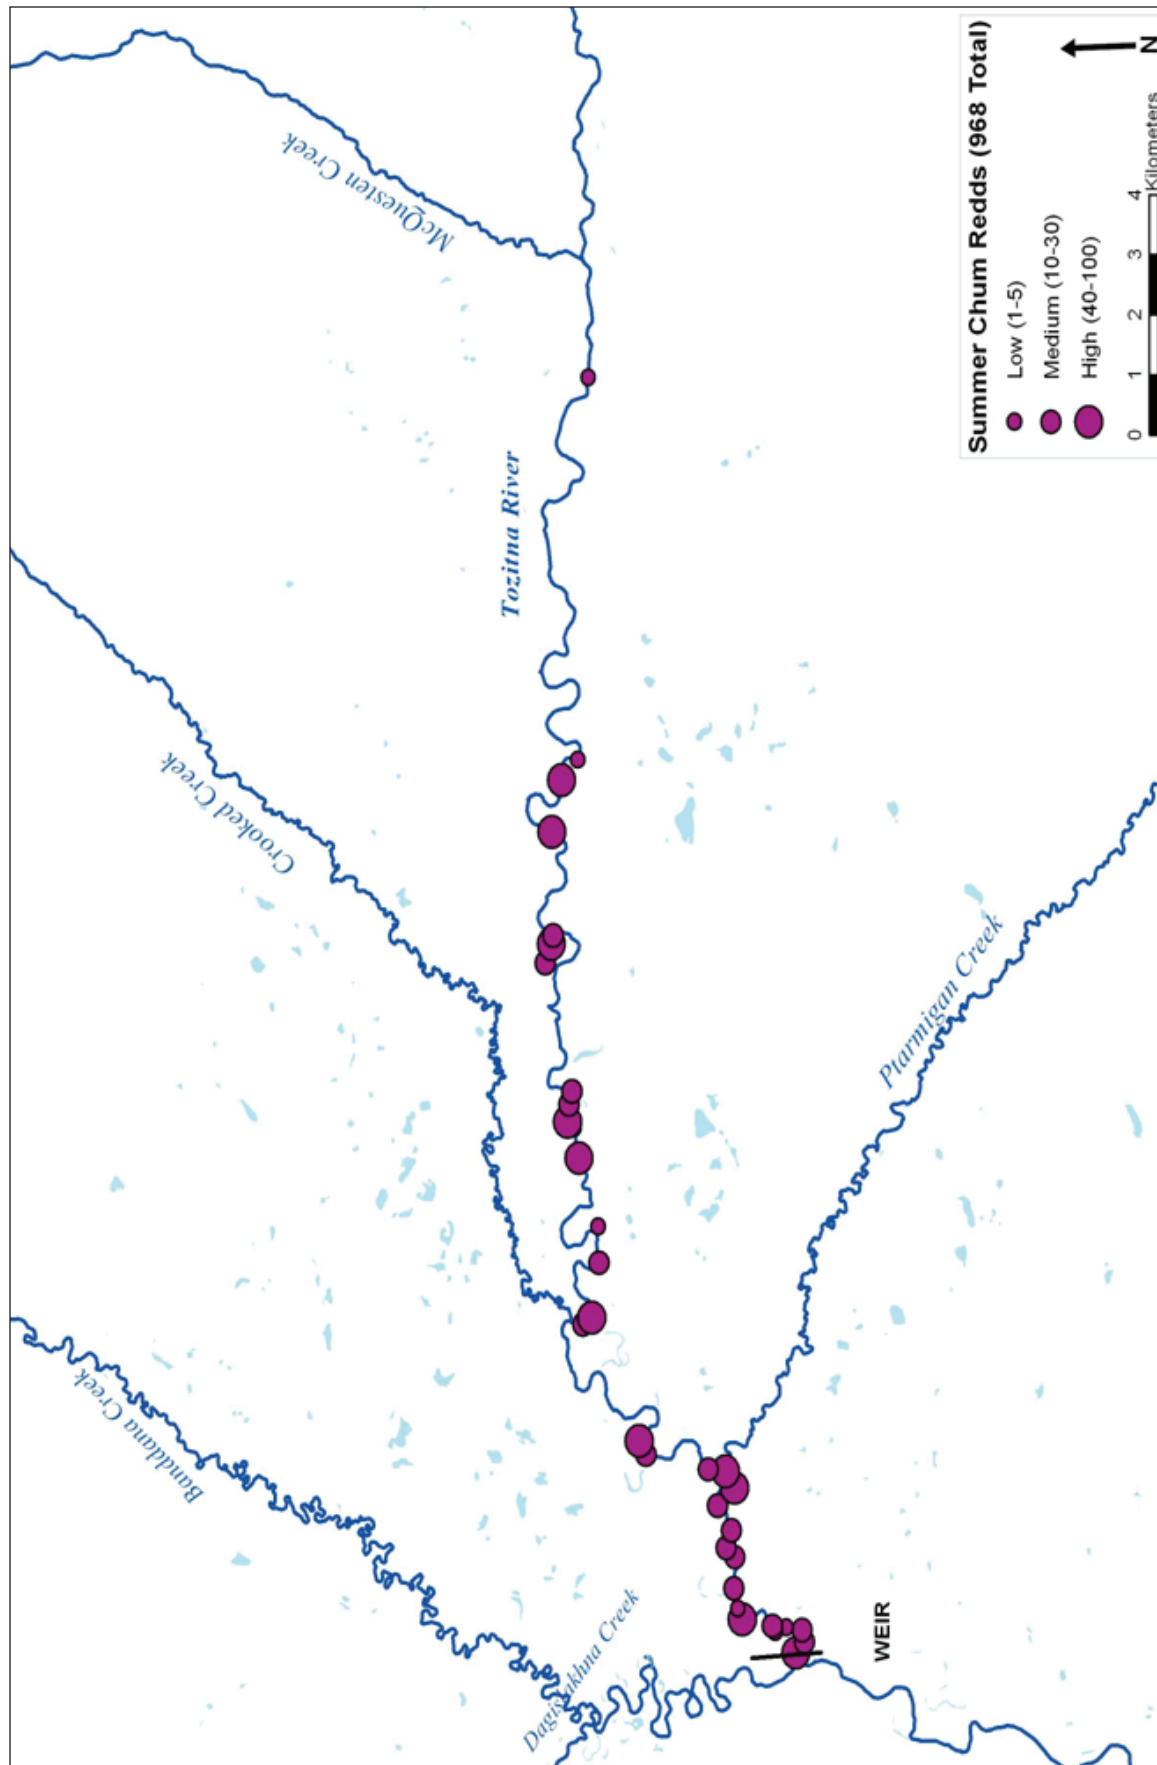 McQuesten Creek
Tozitna River
Crooked Creek
Ptarmigan Creek
Banddana Creek
Dagislakhna Creek
WEIR
Summer Chum Redds (968 Total)
Low (1-5)
Medium (10-30)
High (40-100)
0 1 2 3 4
Kilometers
N